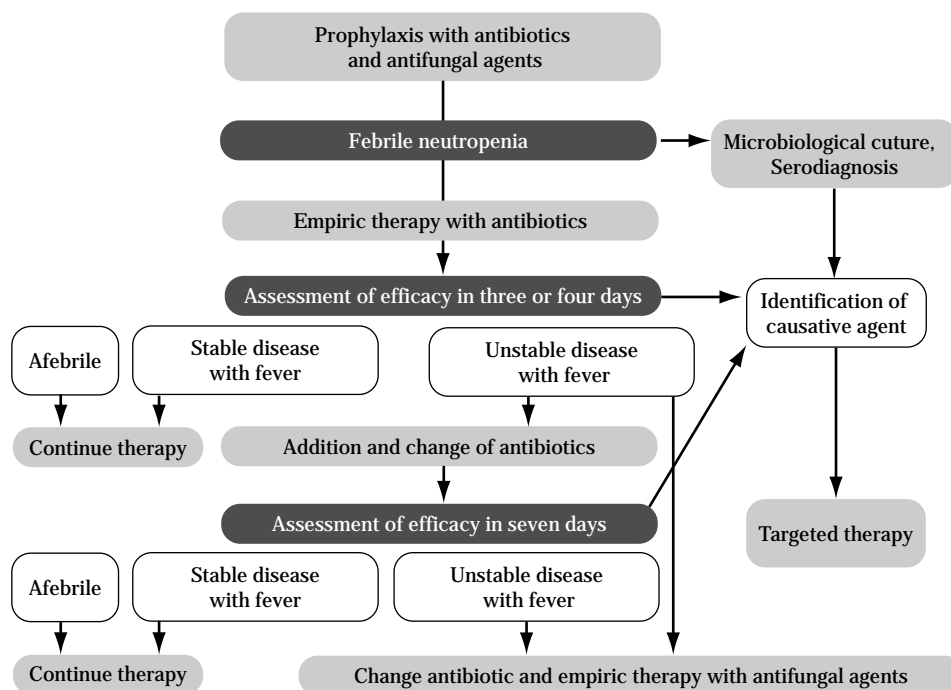 Prophylaxis with antibiotics
and antifungal agents
Febrile neutropenia
Microbiological cuture,
Serodiagnosis
Empiric therapy with antibiotics
Assessment of efficacy in three or four days
Identification of
causative agent
Afebrile
Stable disease
with fever
Unstable disease
with fever
Continue therapy
Addition and change of antibiotics
Assessment of efficacy in seven days
Targeted therapy
Afebrile
Stable disease
with fever
Unstable disease
with fever
Continue therapy
Change antibiotic and empiric therapy with antifungal agents